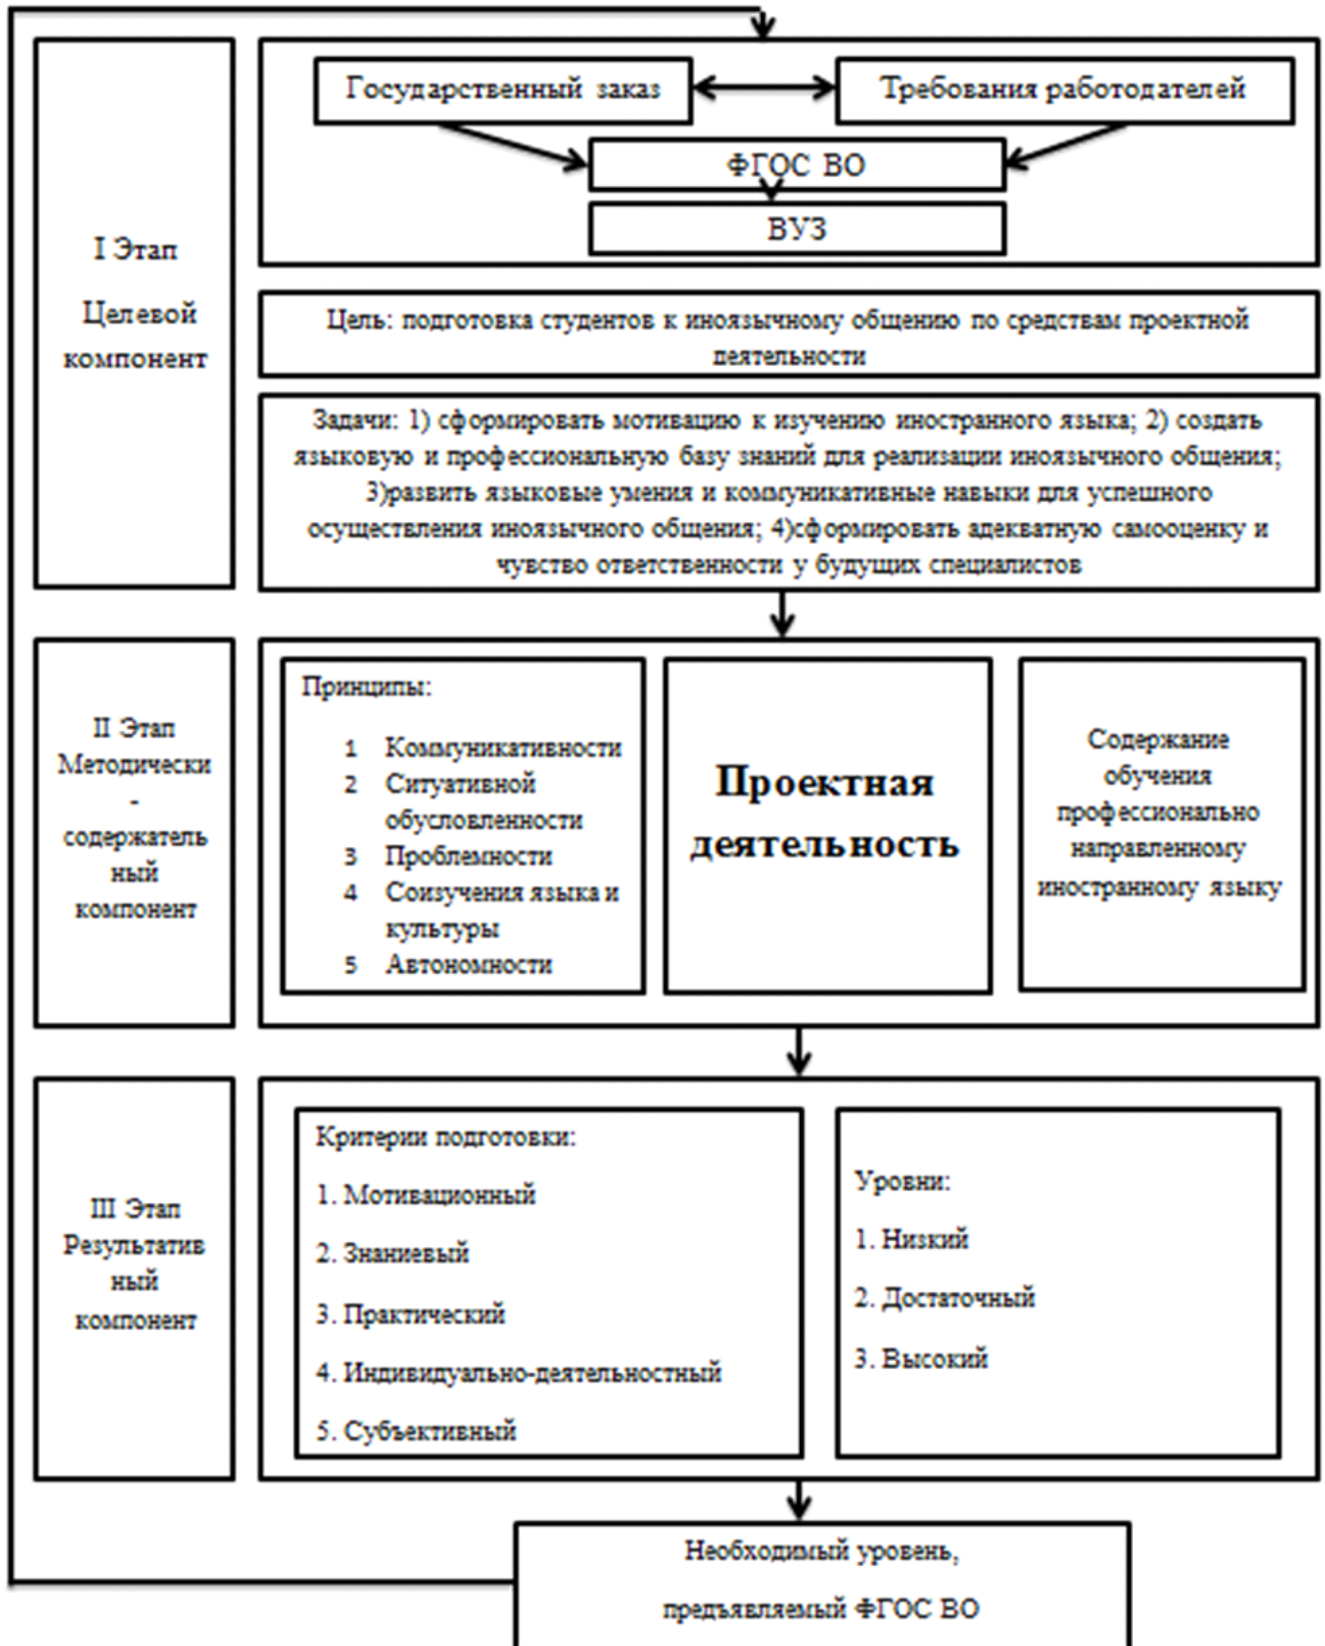 Государственный заказ
Требования работодателей
ФГОС ВО
ВУЗ
I Этап
Целевой
компонент
Цель: подготовка студентов к иноязычному общению по средствам проектной
деятельности
Задачи: 1) сформировать мотивацию к изучению иностранного языка; 2) создать
языковую и профессиональную базу знаний для реализации иноязычного общения;
3)развить языковые умения и коммуникативные навыки для успешного
осуществления иноязычного общения; 4)сформировать адекватную самооценку и
чувство ответственности у будущих специалистов
II Этап
Методически
-
содержатель
ный
компонент
Принципы:
1 Коммуникативности
2 Ситуативной
обусловленности
3 Проблемности
4 Соизучения языка и
культуры
5 Автономности
Проектная
деятельность
Содержание
обучения
профессионально
направленному
иностранному языку
III Этап
Результатив
ный
компонент
Критерии подготовки:
1. Мотивационный
2. Знаниевый
3. Практический
4. Индивидуально-деятельностный
5. Субъективный
Уровни:
1. Низкий
2. Достаточный
3. Высокий
Необходимый уровень,
предъявляемый ФГОС ВО